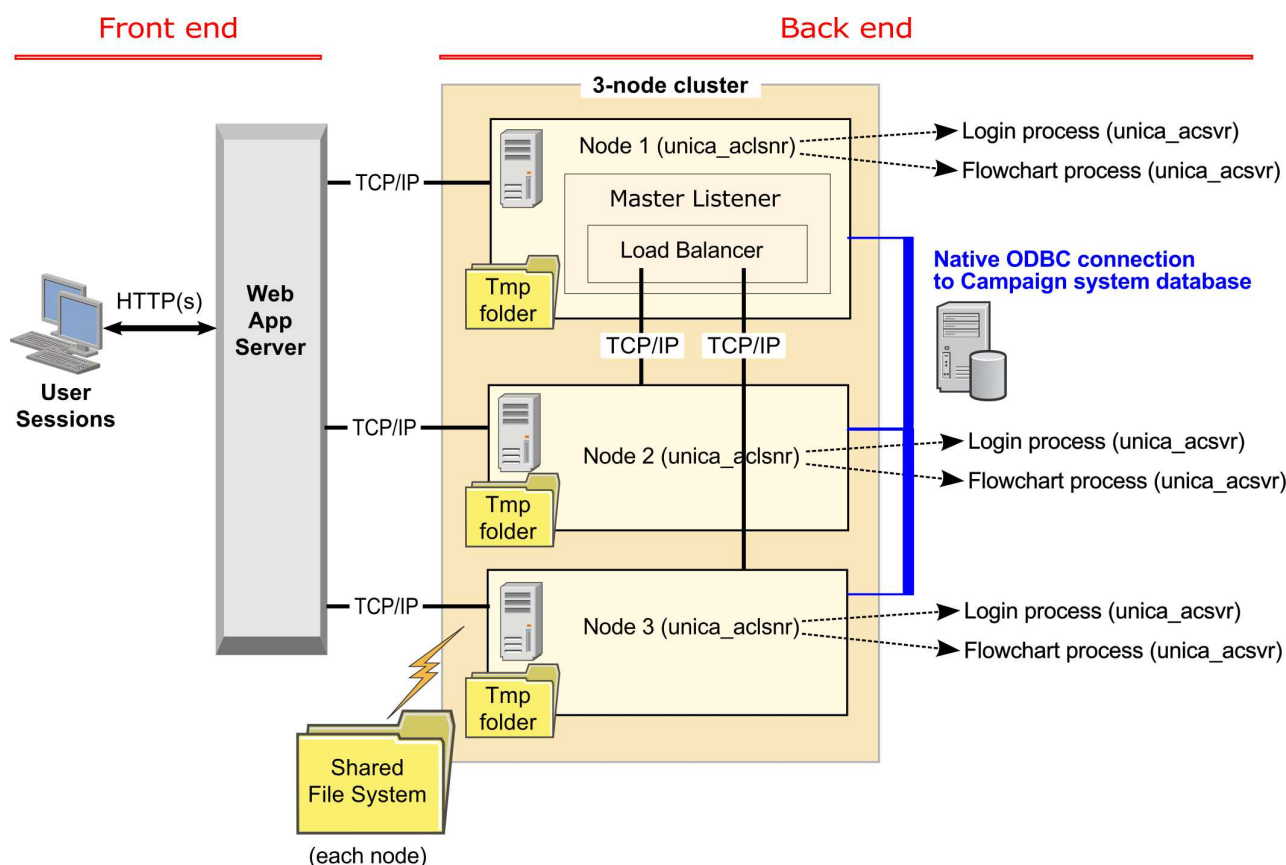 Front end
Back end
3-node cluster
Node 1 (unica_aclsnr)
Login process (unica_acsvr)
Flowchart process (unica_acsvr)
TCP/IP
Master Listener
Load Balancer
Tmp
folder
Native ODBC connection
to Campaign system database
HTTP(s)
Web
App
Server
User
Sessions
TCP/IP
TCP/IP
TCP/IP
Node 2 (unica_aclsnr)
Login process (unica_acsvr)
Flowchart process (unica_acsvr)
Tmp
folder
TCP/IP
Node 3 (unica_aclsnr)
Login process (unica_acsvr)
Flowchart process (unica_acsvr)
Tmp
folder
Shared
File System
(each node)